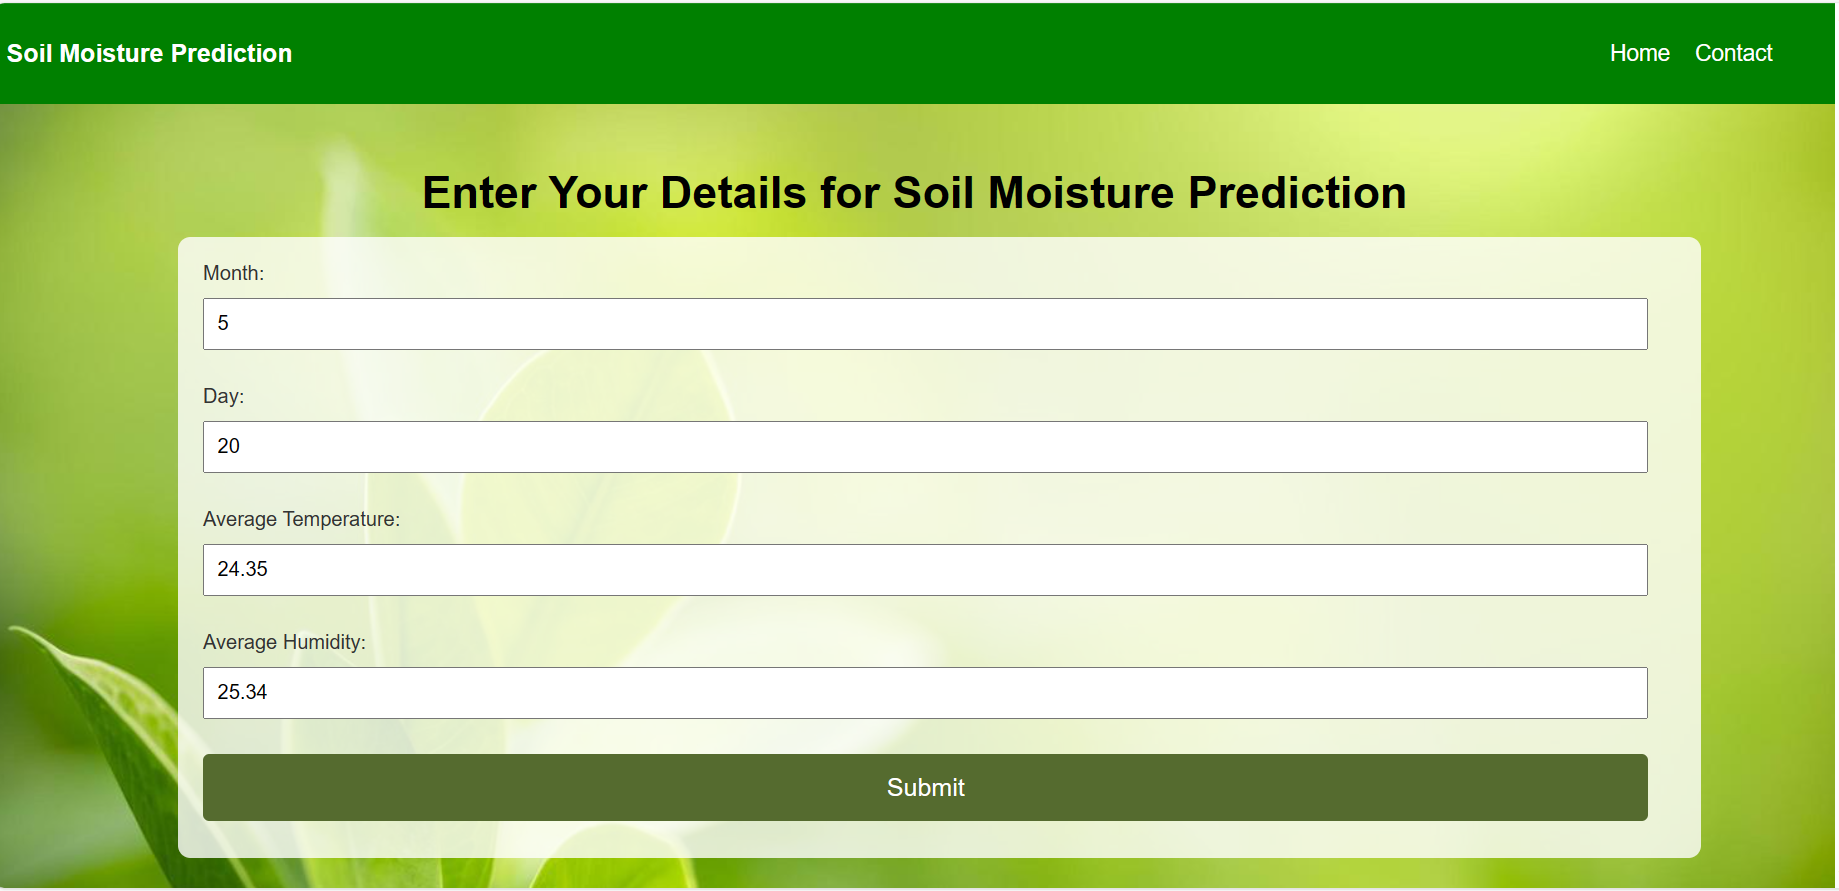 Soil Moisture Prediction
Home Contact
Enter Your Details for Soil Moisture Prediction
Month:
5
Day:
20
Average Temperature:
24.35
Average Humidity:
25.34
Submit